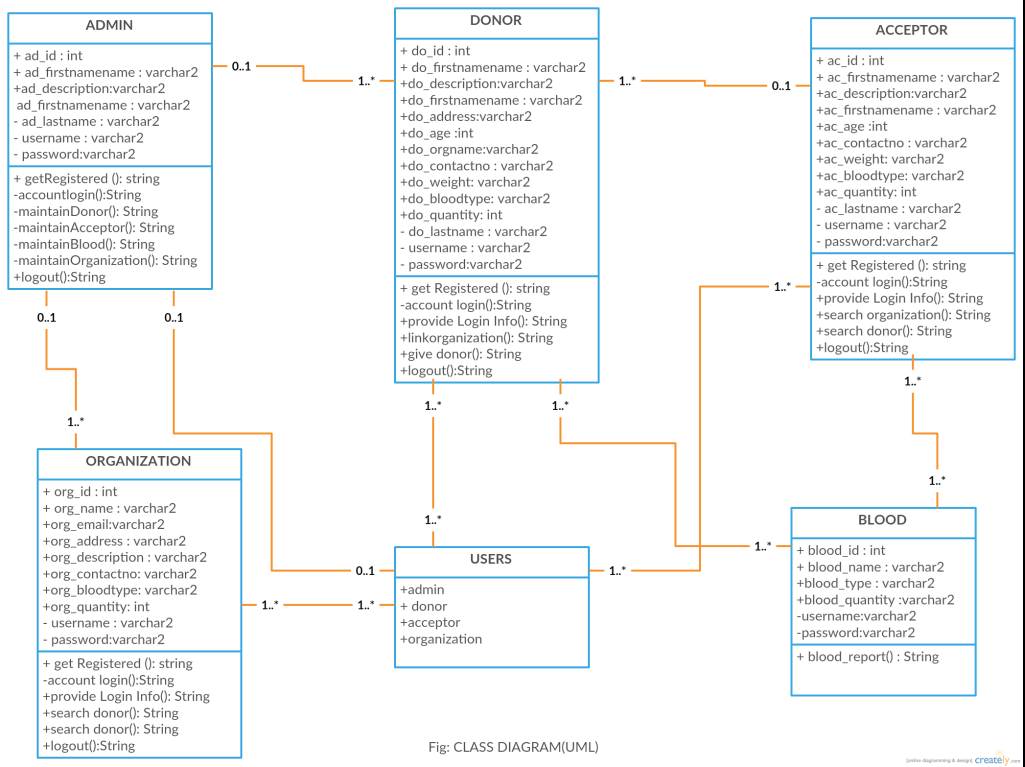 ADMIN
+ ad_id : int
+ ad_firstnamename : varchar2
+ad_description:varchar2
ad_firstnamename : varchar2
- ad_lastname : varchar2
- username : varchar2
- password:varchar2
+ getRegistered (): string
-accountlogin():String
-maintainDonor(): String
-maintainAcceptor(): String
-maintainBlood(): String
-maintainOrganization(): String
+logout():String
0..1
1..*
DONOR
+ do_id : int
+ do_firstnamename : varchar2
+do_description:varchar2
+do_firstnamename : varchar2
+do_address:varchar2
+do_age :int
+do_orgname:varchar2
+do_contactno : varchar2
+do_weight: varchar2
+do_bloodtype: varchar2
+do_quantity: int
- do_lastname : varchar2
- username : varchar2
- password:varchar2
+ get Registered (): string
-account login():String
+provide Login Info(): String
+linkorganization(): String
+give donor(): String
+logout():String
1..*
0..1
ACCEPTOR
+ ac_id : int
+ ac_firstnamename : varchar2
+ac_description:varchar2
+ac_firstnamename : varchar2
+ac_age :int
+ac_contactno : varchar2
+ac_weight: varchar2
+ac_bloodtype: varchar2
+ac_quantity: int
- ac_lastname : varchar2
- username : varchar2
- password:varchar2
+ get Registered (): string
-account login():String
+provide Login Info(): String
+search organization(): String
+search donor(): String
+logout():String
1..*
0..1
0..1
1..*
1..*
1..*
1..*
ORGANIZATION
+ org_id : int
+ org_name : varchar2
+org_email:varchar2
+org_address : varchar2
+org_description : varchar2
+org_contactno: varchar2
+org_bloodtype: varchar2
+org_quantity: int
- username : varchar2
- password:varchar2
+ get Registered (): string
-account login():String
+provide Login Info(): String
+search donor(): String
+search donor(): String
+logout():String
1..*
1..*
1..*
0..1
1..*
1..*
USERS
+admin
+ donor
+acceptor
+organization
1..*
BLOOD
+ blood_id : int
+ blood_name : varchar2
+blood_type : varchar2
+blood_quantity :varchar2
-username:varchar2
-password:varchar2
+ blood_report() : String
Fig: CLASS DIAGRAM(UML)
[online diagramming & design] creately.com